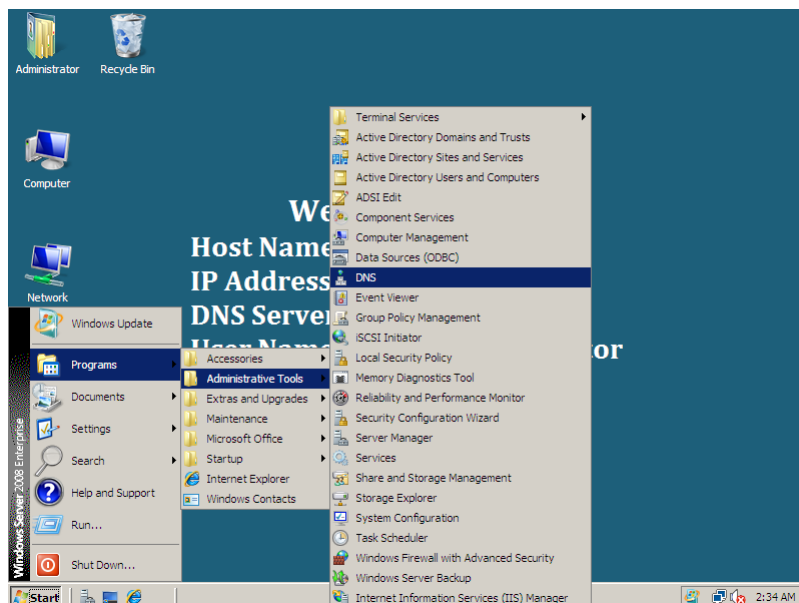 Administrator
Recycle Bin
Computer
Network
We
Host Name
IP Address
DNS Server
User Name
tor
Terminal Services
Active Directory Domains and Trusts
Active Directory Sites and Services
Active Directory Users and Computers
ADSI Edit
Component Services
Computer Management
Data Sources (ODBC)
DNS
Event Viewer
Group Policy Management
iSCSI Initiator
Local Security Policy
Memory Diagnostics Tool
Reliability and Performance Monitor
Security Configuration Wizard
Server Manager
Services
Share and Storage Management
Storage Explorer
System Configuration
Task Scheduler
Windows Firewall with Advanced Security
Windows Server Backup
Internet Information Services (IIS) Manager
Accessories
Administrative Tools
Extras and Upgrades
Maintenance
Microsoft Office
Startup
Internet Explorer
Windows Contacts
Windows Update
Programs
Documents
Settings
Search
Help and Support
Run...
Shut Down...
Windows Server 2008 Enterprise
Start
2:34 AM